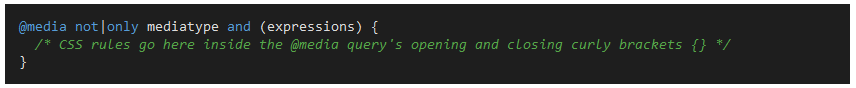 @media not|only mediatype and (expressions) {
  /* CSS rules go here inside the @media query's opening and closing curly brackets {} */
}